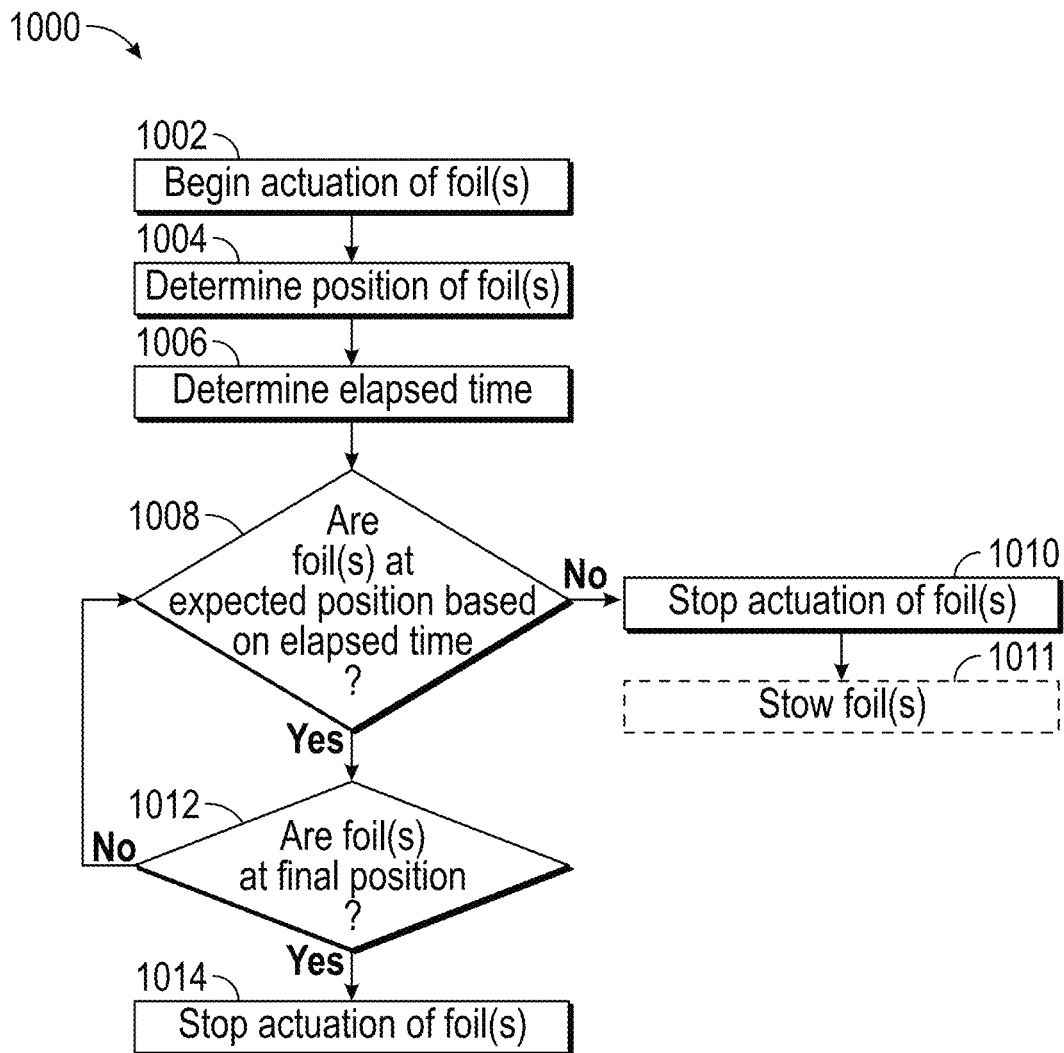 1000
1002
Begin actuation of foil(s)
1004
Determine position of foil(s)
1006
Determine elapsed time
1008
Are
foil(s) at
expected position based
on elapsed time
?
No
1010
Stop actuation of foil(s)
1011
Stow foil(s)
Yes
1012
Are foil(s)
at final position
?
No
Yes
1014
Stop actuation of foil(s)